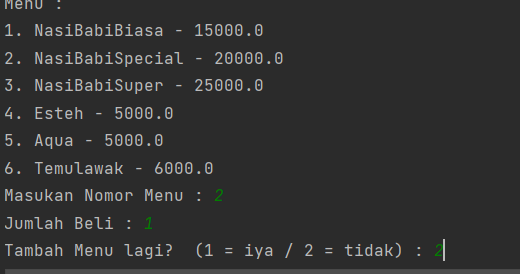 Menu :
1. NasiBabiBiasa - 15000.0
2. NasiBabiSpecial - 20000.0
3. NasiBabiSuper - 25000.0
4. Esteh - 5000.0
5. Aqua - 5000.0
6. Temulawak - 6000.0
Masukan Nomor Menu : 2
Jumlah Beli : 1
Tambah Menu lagi?  (1 = iya / 2 = tidak) : 2